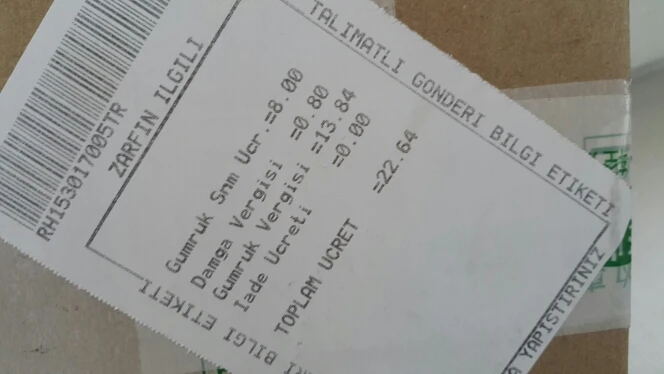 RH153017005TR
TALIMATLI GONDERI BILGI ETIKETI
ZARFIN ILGILI
Gumruk Snm Ucr.=8.00
Damga Vergisi =0.80
Gumruk Vergisi =13.84
Iade Ucreti =0.00
TOPLAM UCRET =22.64
RI BILGI ETIKETI
A YAPISTIRINIZ